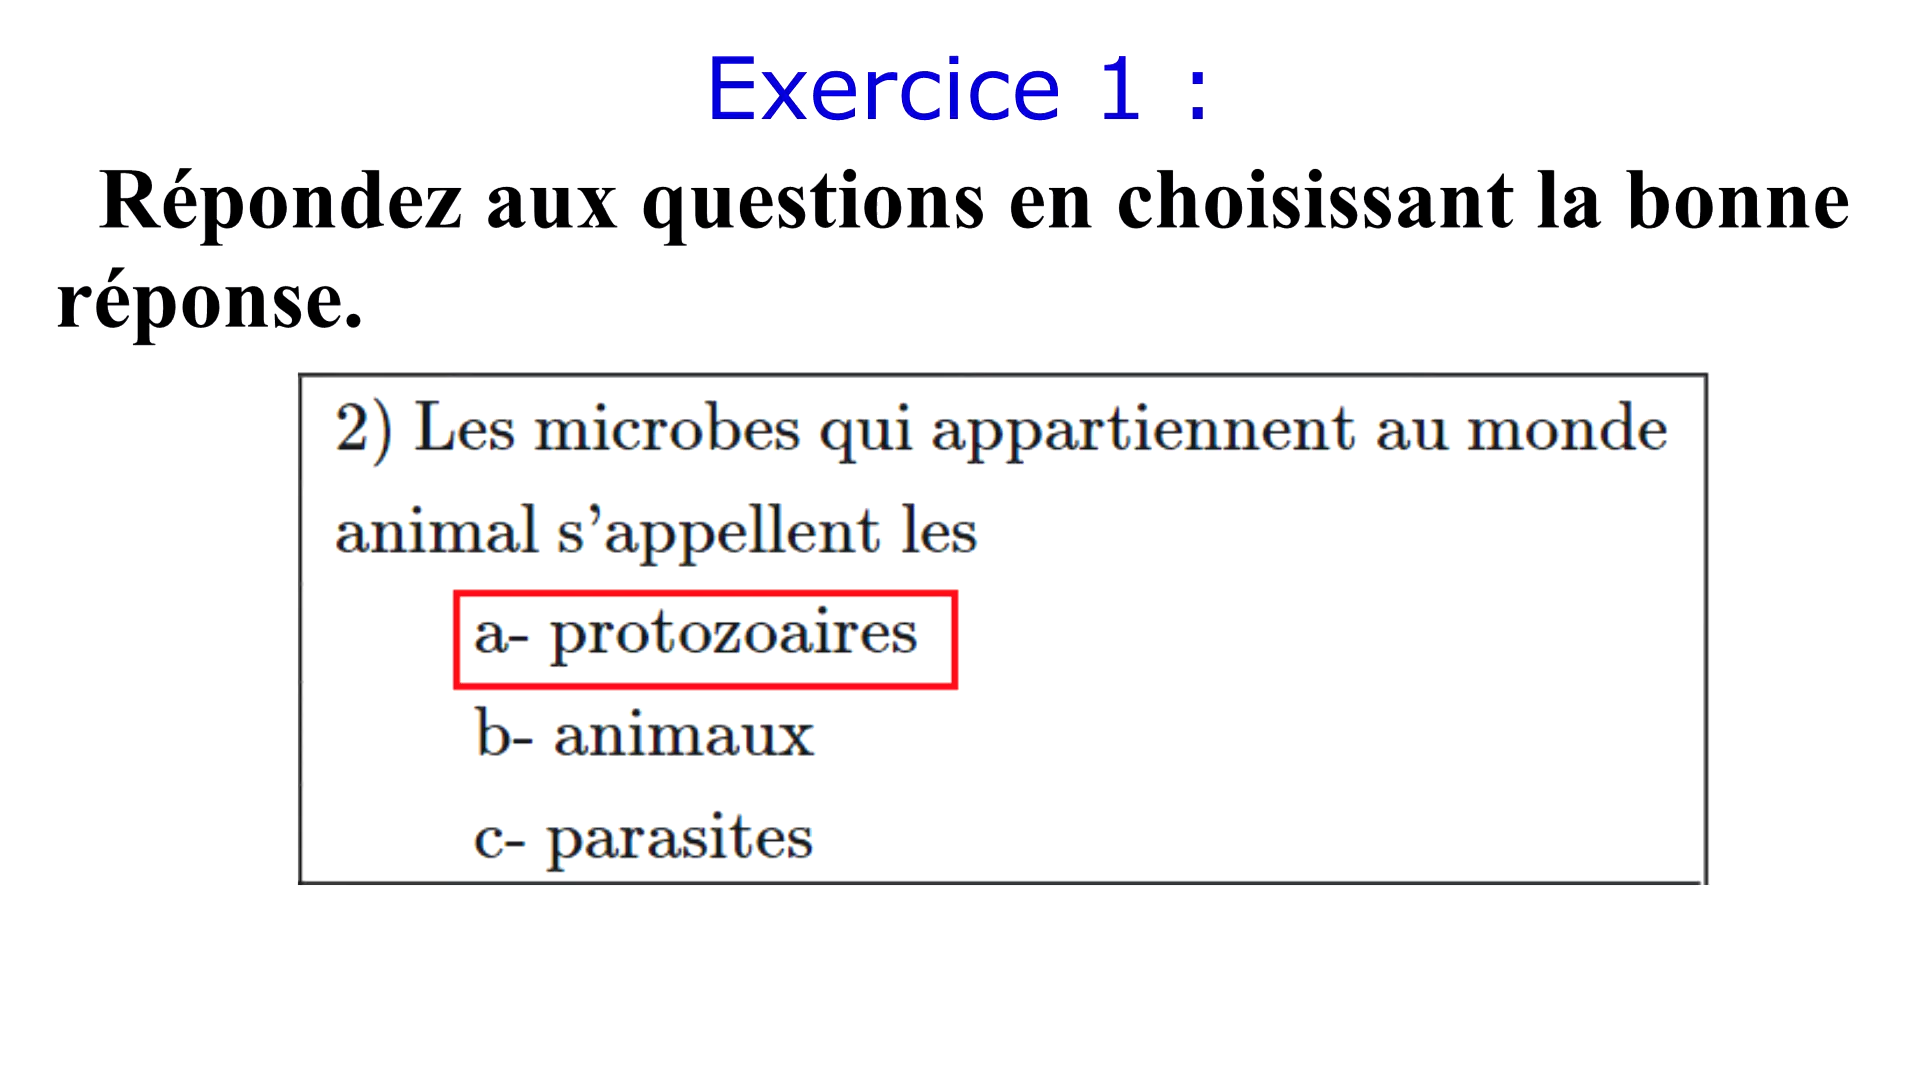 Exercice 1 :
Répondez aux questions en choisissant la bonne
réponse.
2) Les microbes qui appartiennent au monde
animal s'appellent les
a- protozoaires
b- animaux
c- parasites